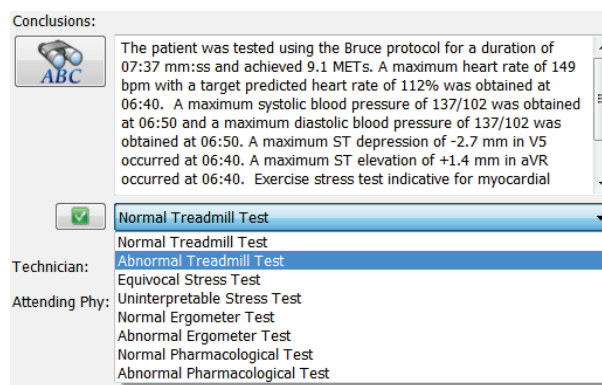 Conclusions:
ABC
The patient was tested using the Bruce protocol for a duration of
07:37 mm:ss and achieved 9.1 METs. A maximum heart rate of 149
bpm with a target predicted heart rate of 112% was obtained at
06:40.  A maximum systolic blood pressure of 137/102 was obtained
at 06:50 and a maximum diastolic blood pressure of 137/102 was
obtained at 06:50. A maximum ST depression of -2.7 mm in V5
occurred at 06:40. A maximum ST elevation of +1.4 mm in aVR
occurred at 06:40.  Exercise stress test indicative for myocardial
Normal Treadmill Test
Normal Treadmill Test
Abnormal Treadmill Test
Technician:
Equivocal Stress Test
Uninterpretable Stress Test
Attending Phy:
Normal Ergometer Test
Abnormal Ergometer Test
Normal Pharmacological Test
Abnormal Pharmacological Test